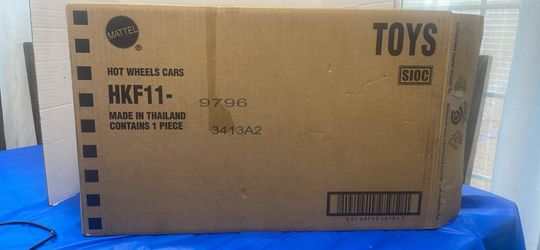 MATTEL
®
TOYS
HOT WHEELS CARS
SIOC
HKF11-
9796
MADE IN THAILAND
CONTAINS 1 PIECE
3413A2